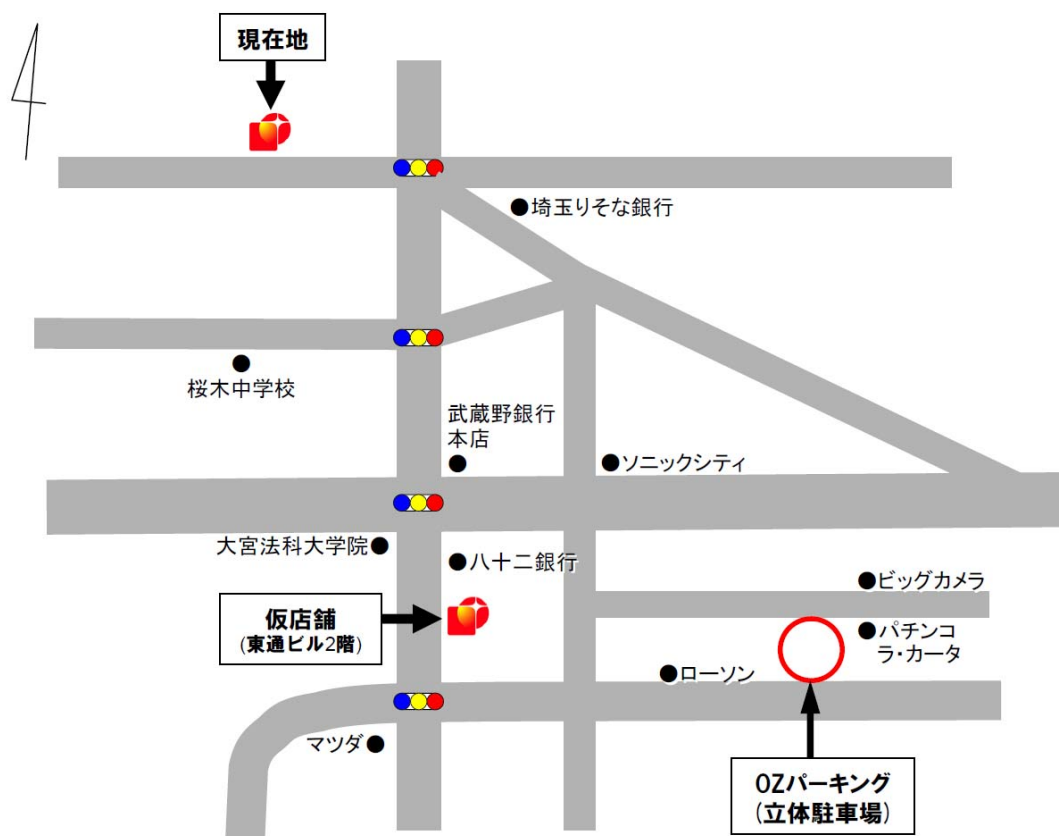 現在地
●埼玉りそな銀行
●
桜木中学校
武蔵野銀行
本店
●
●ソニックシティ
大宮法科大学院●
●八十二銀行
●ビッグカメラ
仮店舗
(東通ビル2階)
●パチンコ
ラ・カータ
●ローソン
マツダ●
OZパーキング
(立体駐車場)